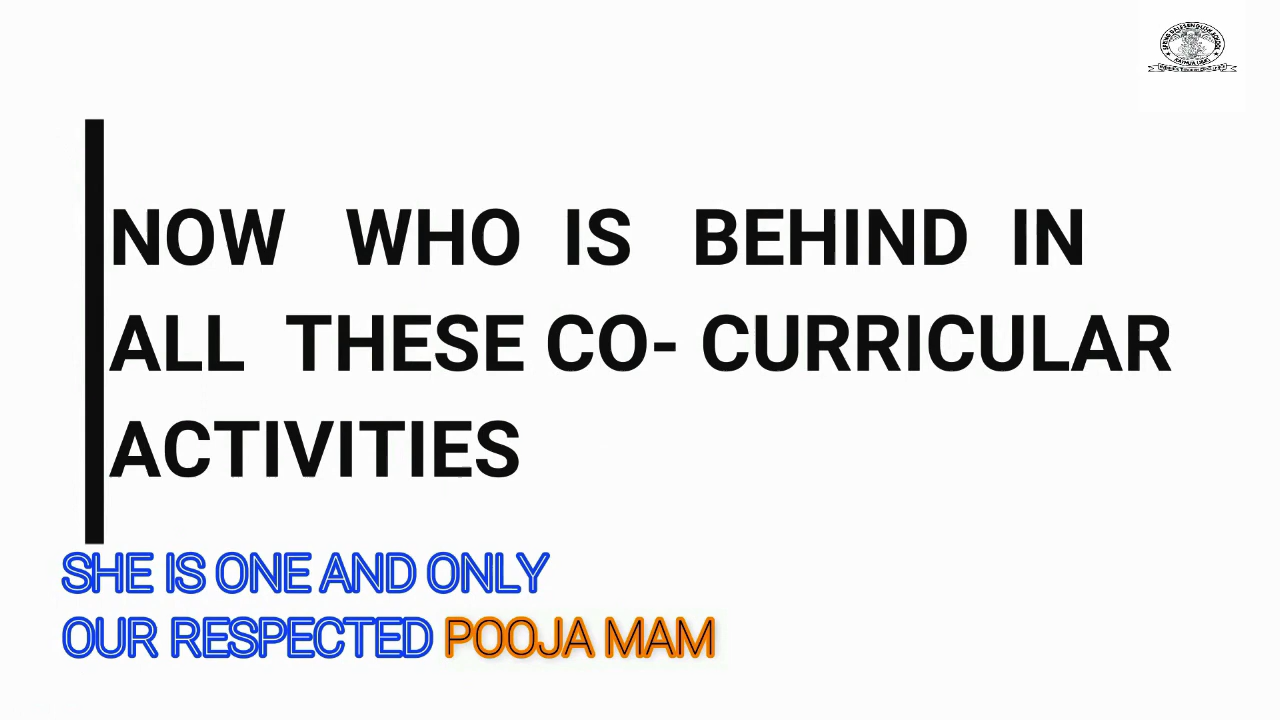 NOW WHO IS BEHIND IN
ALL THESE CO- CURRICULAR
ACTIVITIES
SHE IS ONE AND ONLY
OUR RESPECTED POOJA MAM